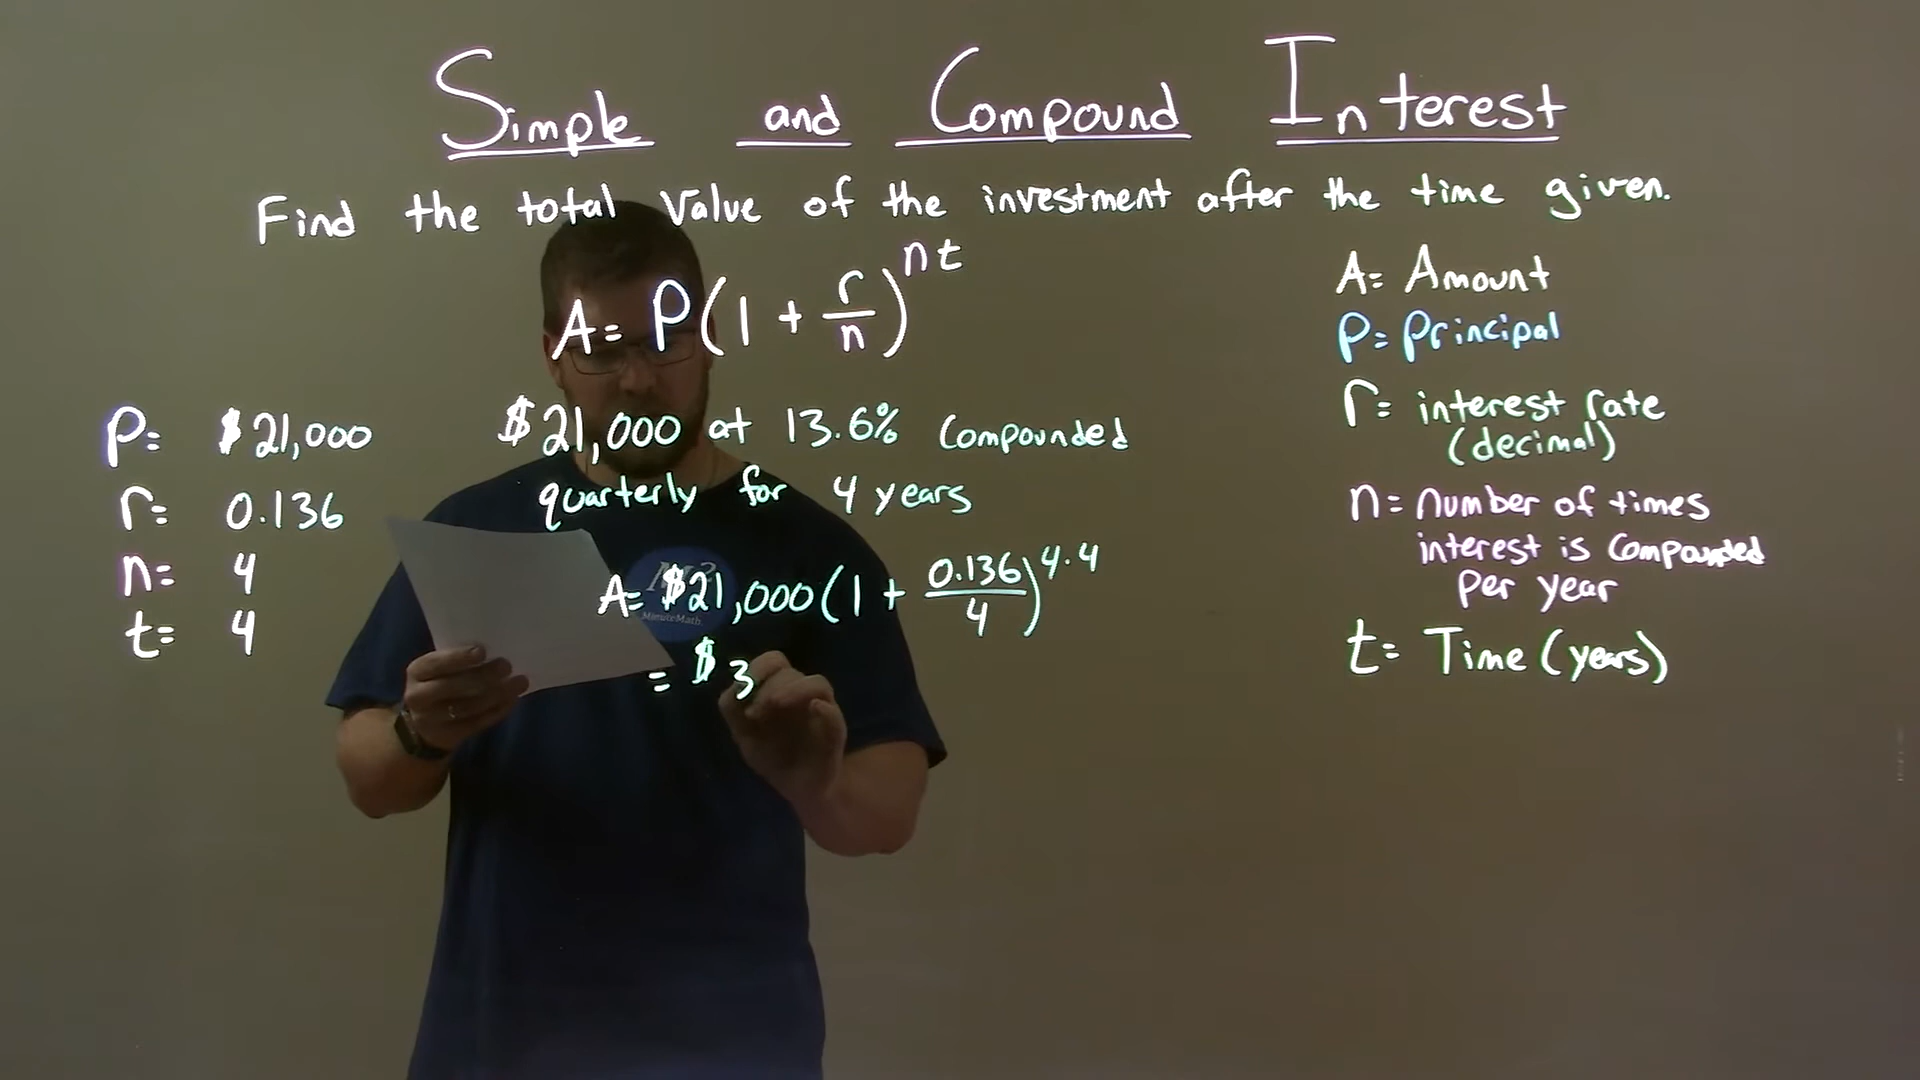 Simple and Compound Interest
Find the total value of the investment after the time given.
A= P(1 + r/n)^nt
A= Amount
P= Principal
r= interest rate
(decimal)
n= number of times
interest is compounded
per year
t= Time (years)
P= $21,000
r= 0.136
n= 4
t= 4
$21,000 at 13.6% compounded
quarterly for 4 years
A= $21,000(1 + 0.136/4)^4·4
= $3
M²
MinuteMath.